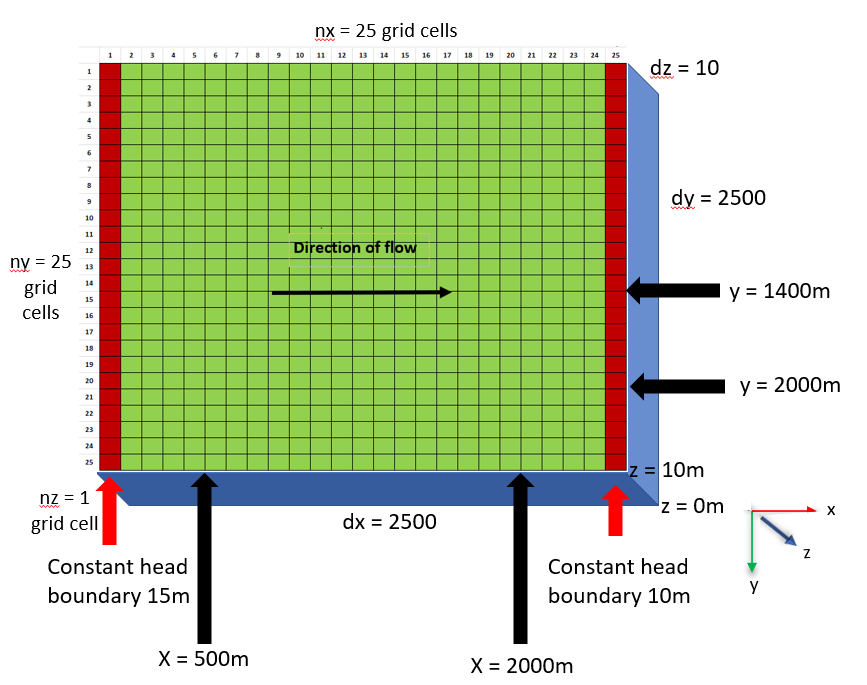 nx = 25 grid cells
1 2 3 4 5 6 7 8 9 10 11 12 13 14 15 16 17 18 19 20 21 22 23 24 25
dz = 10
1
2
3
4
5
6
7
8
9
10
11
12
13
14
15
16
17
18
19
20
21
22
23
24
25
dy = 2500
Direction of flow
ny = 25
grid
cells
y = 1400m
y = 2000m
z = 10m
nz = 1
grid cell
z = 0m
dx = 2500
x
z
y
Constant head
boundary 15m
Constant head
boundary 10m
X = 500m
X = 2000m